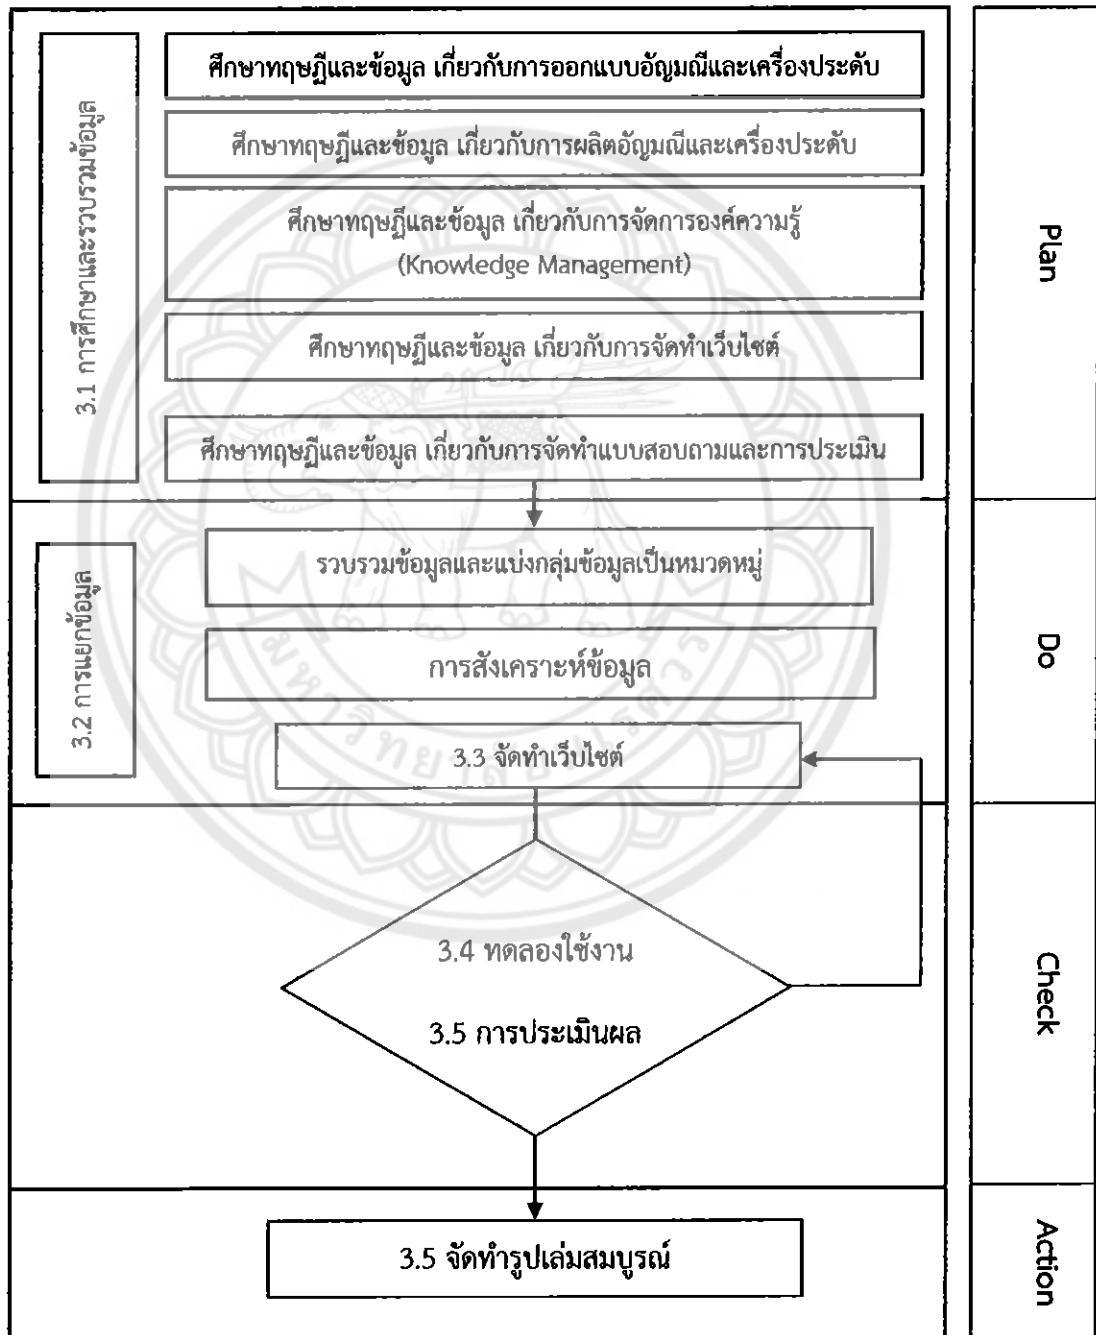 3.1 การศึกษาและรวบรวมข้อมูล
ศึกษาทฤษฎีและข้อมูล เกี่ยวกับการออกแบบอัญมณีและเครื่องประดับ
ศึกษาทฤษฎีและข้อมูล เกี่ยวกับการผลิตอัญมณีและเครื่องประดับ
ศึกษาทฤษฎีและข้อมูล เกี่ยวกับการจัดการองค์ความรู้
(Knowledge Management)
ศึกษาทฤษฎีและข้อมูล เกี่ยวกับการจัดทำเว็บไซต์
ศึกษาทฤษฎีและข้อมูล เกี่ยวกับการจัดทำแบบสอบถามและการประเมิน
Plan
3.2 การแยกข้อมูล
รวบรวมข้อมูลและแบ่งกลุ่มข้อมูลเป็นหมวดหมู่
การสังเคราะห์ข้อมูล
3.3 จัดทำเว็บไซต์
Do
มหาวิทยาลัยนเรศวร
3.4 ทดลองใช้งาน
3.5 การประเมินผล
Check
3.5 จัดทำรูปเล่มสมบูรณ์
Action